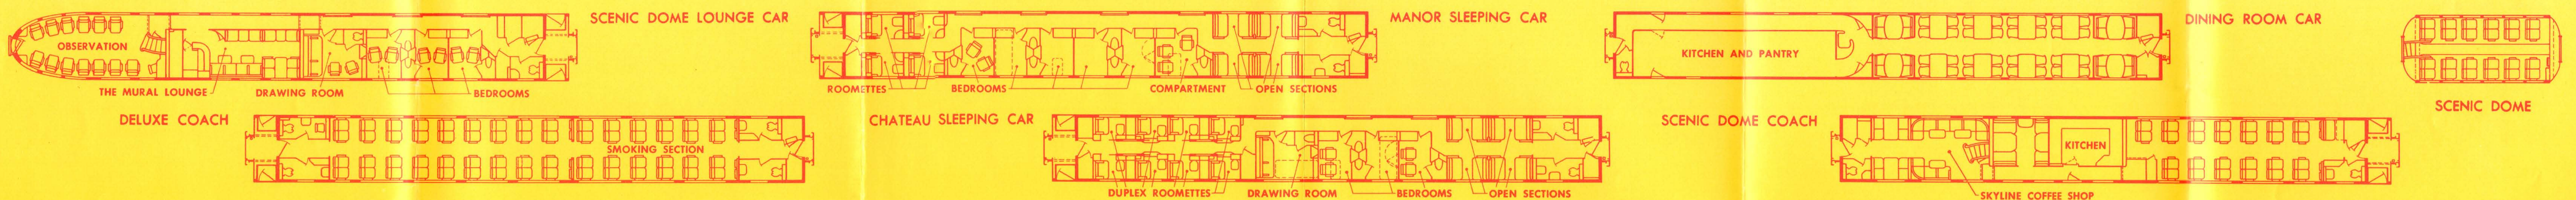 SCENIC DOME LOUNGE CAR
OBSERVATION
THE MURAL LOUNGE
DRAWING ROOM
BEDROOMS
MANOR SLEEPING CAR
ROOMETTES
BEDROOMS
COMPARTMENT
OPEN SECTIONS
DINING ROOM CAR
KITCHEN AND PANTRY
SCENIC DOME
DELUXE COACH
SMOKING SECTION
CHATEAU SLEEPING CAR
DUPLEX ROOMETTES
DRAWING ROOM
BEDROOMS
OPEN SECTIONS
SCENIC DOME COACH
KITCHEN
SKYLINE COFFEE SHOP